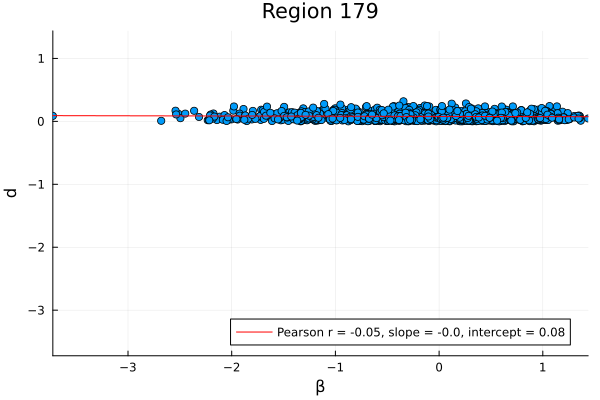 Region 179
1
0
−1
−2
−3
d
Pearson r = -0.05, slope = -0.0, intercept = 0.08
−3
−2
−1
0
1
β